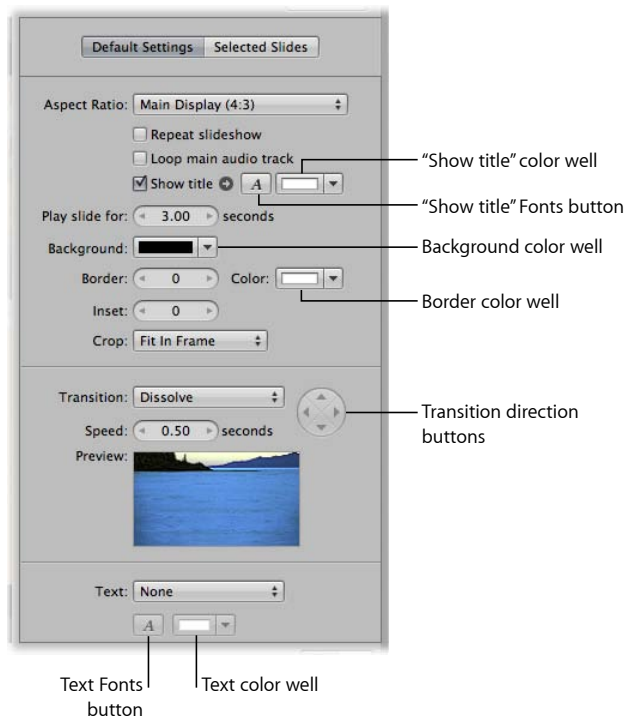 Default Settings Selected Slides
Aspect Ratio: Main Display (4:3)
Repeat slideshow
Loop main audio track
“Show title” color well
Show title A
“Show title” Fonts button
Play slide for: 3.00 seconds
Background:
Background color well
Border: 0 Color:
Border color well
Inset: 0
Crop: Fit In Frame
Transition: Dissolve
Transition direction
buttons
Speed: 0.50 seconds
Preview:
Text: None
A
Text Fonts
button
Text color well